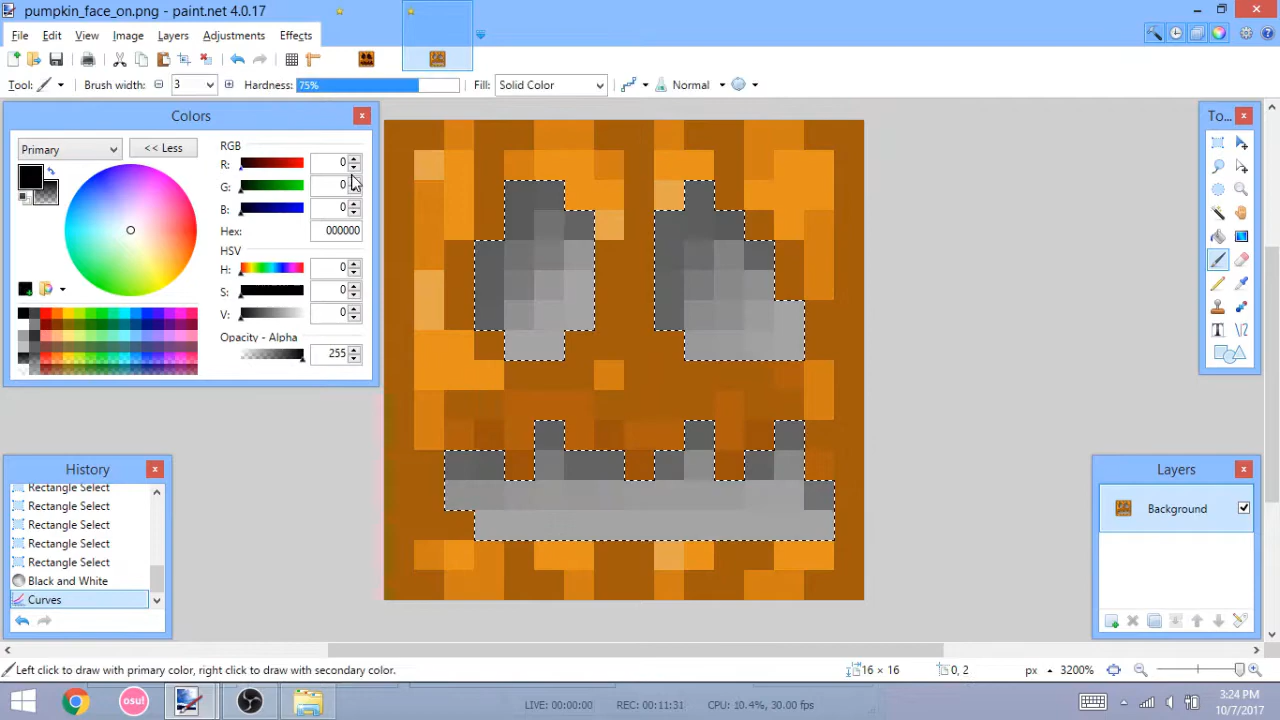 pumpkin_face_on.png - paint.net 4.0.17
File Edit View Image Layers Adjustments Effects
Tool: Brush width: 3 Hardness: 75% Fill: Solid Color Normal
Colors
Primary << Less
RGB
R: 0
G: 0
B: 0
Hex: 000000
HSV
H: 0
S: 0
V: 0
Opacity - Alpha
255
To...
History
Rectangle Select
Rectangle Select
Rectangle Select
Rectangle Select
Rectangle Select
Black and White
Curves
Layers
Background
Left click to draw with primary color, right click to draw with secondary color. 16 × 16 0, 2 px 3200%
osu!
LIVE: 00:00:00 REC: 00:11:31 CPU: 10.4%, 30.00 fps
3:24 PM
10/7/2017